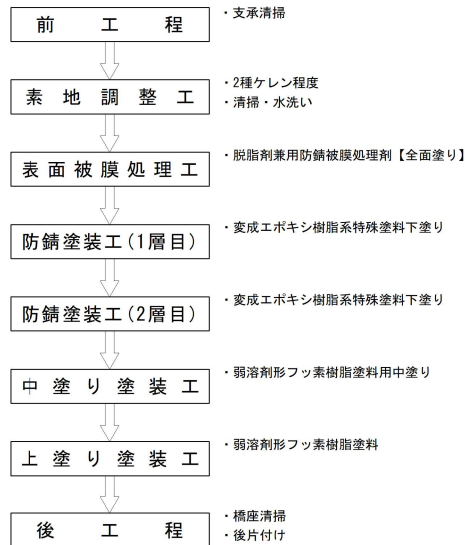 前工程
・支承清掃
素地調整工
・2種ケレン程度
・清掃・水洗い
表面被膜処理工
・脱脂剤兼用防錆被膜処理剤【全面塗り】
防錆塗装工(1層目)
・変成エポキシ樹脂系特殊塗料下塗り
防錆塗装工(2層目)
・変成エポキシ樹脂系特殊塗料下塗り
中塗り塗装工
・弱溶剤形フッ素樹脂塗料用中塗り
上塗り塗装工
・弱溶剤形フッ素樹脂塗料
後工程
・橋座清掃
・後片付け